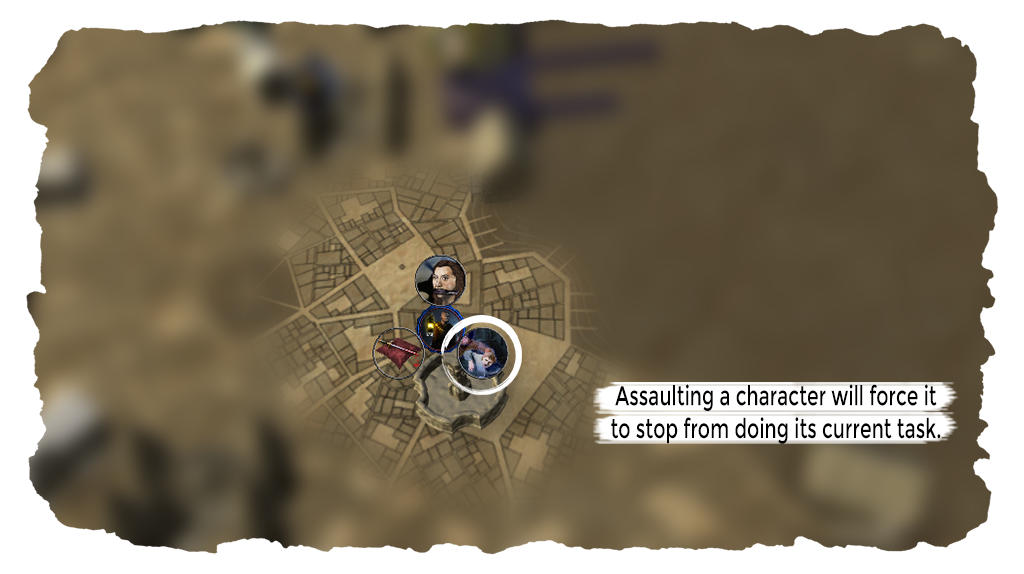 Assaulting a character will force it
to stop from doing its current task.